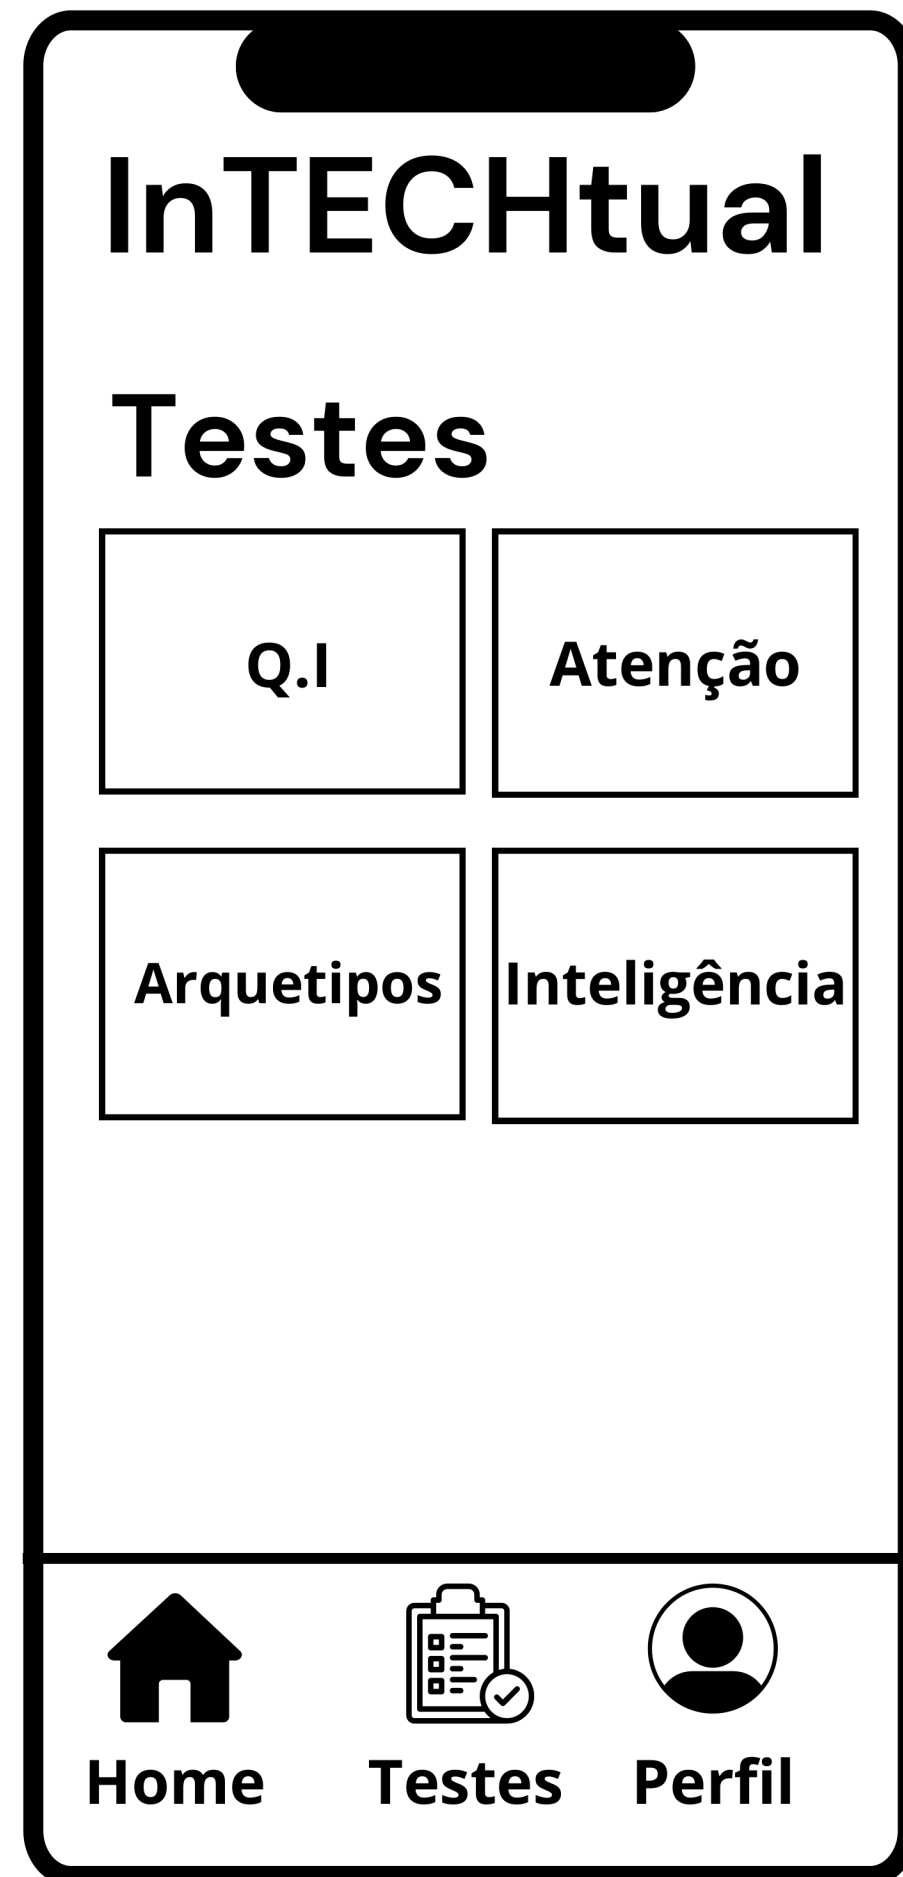 InTECHtual
Testes
Q.I
Atenção
Arquetipos
Inteligência
Home
Testes
Perfil